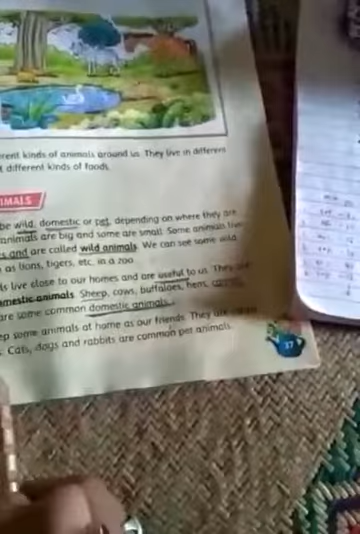 erent kinds of animals around us. They live in different
t different kinds of foods.
IMALS
be wild, domestic or pet, depending on where they are
animals are big and some are small. Some animals live
s and are called wild animals. We can see some wild
as lions, tigers, etc. in a zoo.
ls live close to our homes and are useful to us. They
omestic animals. Sheep, cows, buffaloes, hens,
are some common domestic animals.
ep some animals at home as our friends. They are
Cats, dogs and rabbits are common pet animals.
37